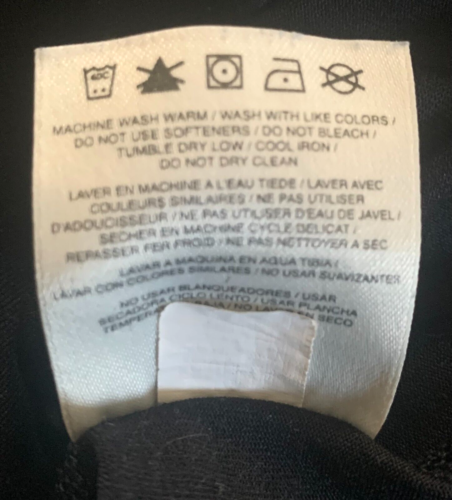 40C
MACHINE WASH WARM / WASH WITH LIKE COLORS /
DO NOT USE SOFTENERS / DO NOT BLEACH /
TUMBLE DRY LOW / COOL IRON /
DO NOT DRY CLEAN
LAVER EN MACHINE A L'EAU TIEDE / LAVER AVEC
COULEURS SIMILAIRES / NE PAS UTILISER
D'ADOUCISSEUR / NE PAS UTILISER D'EAU DE JAVEL /
SECHER EN MACHINE CYCLE DELICAT /
REPASSER FER FROID / NE PAS NETTOYER A SEC
LAVAR A MAQUINA EN AGUA TIBIA /
LAVAR CON COLORES SIMILARES / NO USAR SUAVIZANTES
NO USAR BLANQUEADORES / USAR
SECADORA CICLO LENTO / USAR PLANCHA
EN SECO